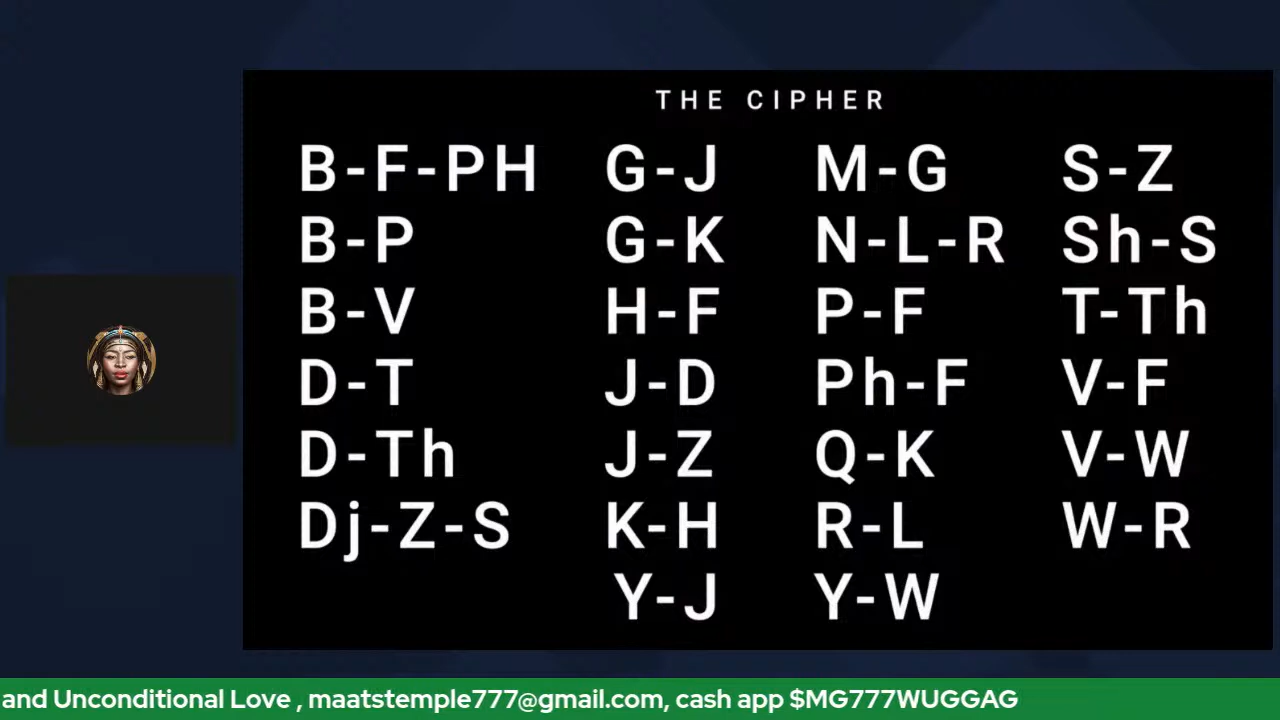 THE CIPHER
B-F-PH G-J M-G S-Z
B-P G-K N-L-R Sh-S
B-V H-F P-F T-Th
D-T J-D Ph-F V-F
D-Th J-Z Q-K V-W
Dj-Z-S K-H R-L W-R
Y-J Y-W
and Unconditional Love , maatstemple777@gmail.com, cash app $MG777WUGGAG